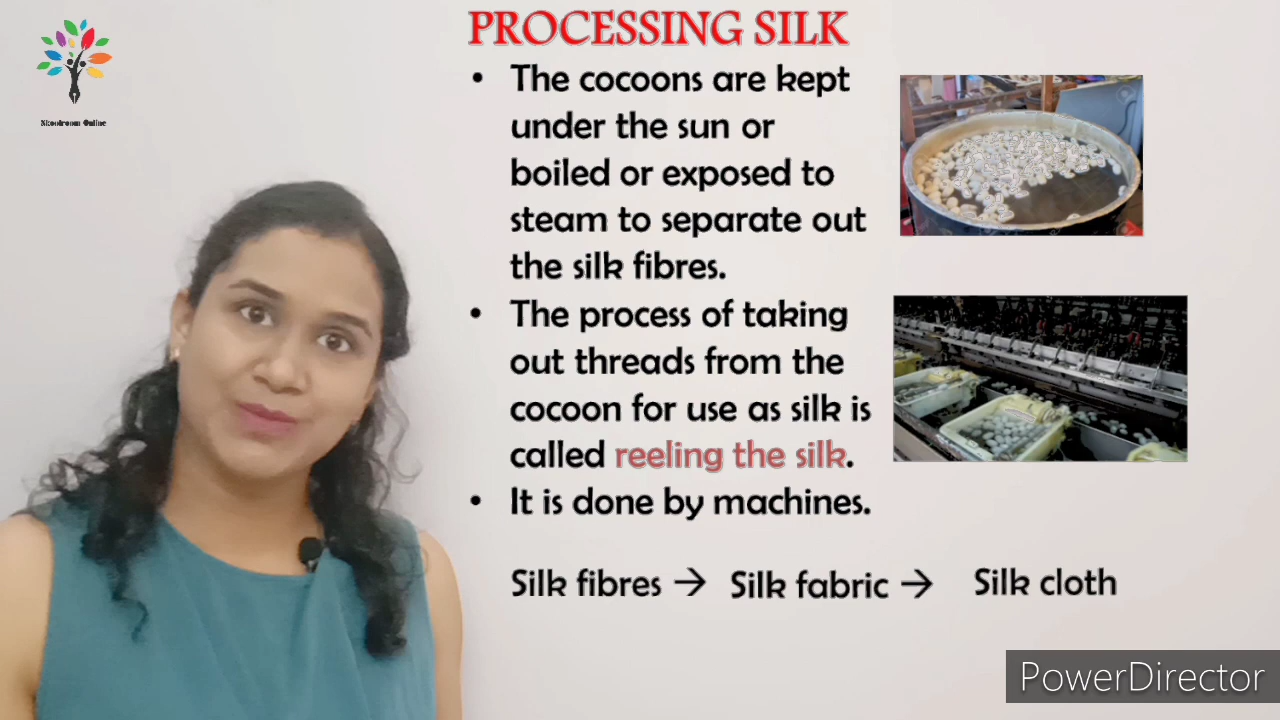 PROCESSING SILK
• The cocoons are kept
under the sun or
boiled or exposed to
steam to separate out
the silk fibres.
• The process of taking
out threads from the
cocoon for use as silk is
called reeling the silk.
• It is done by machines.
Silk fibres → Silk fabric → Silk cloth
PowerDirector